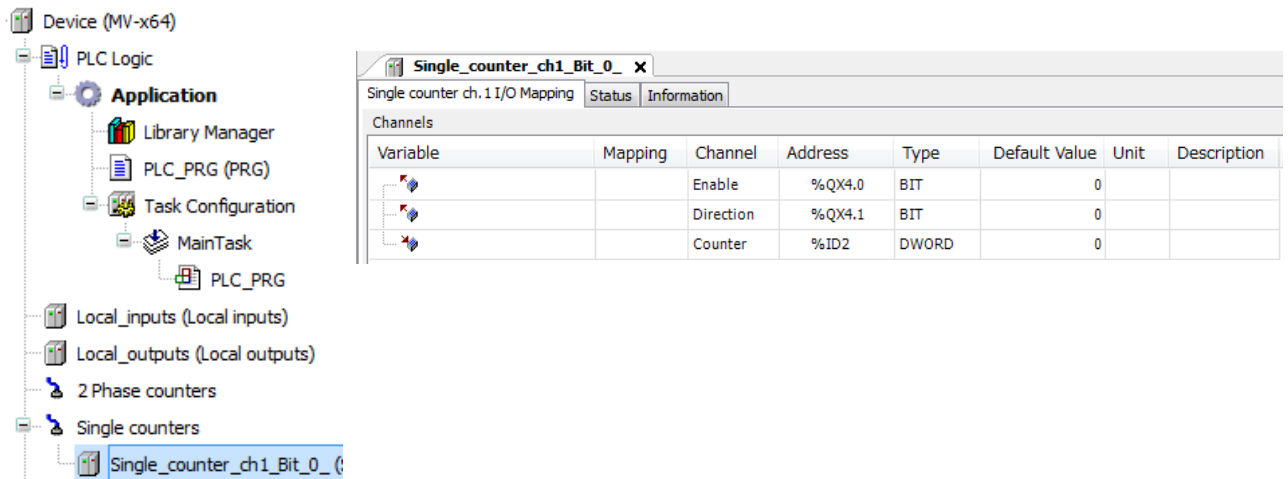 Device (MV-x64)
PLC Logic
Application
Library Manager
PLC_PRG (PRG)
Task Configuration
MainTask
PLC_PRG
Local_inputs (Local inputs)
Local_outputs (Local outputs)
2 Phase counters
Single counters
Single_counter_ch1_Bit_0_ (
Single_counter_ch1_Bit_0_ x
Single counter ch.1 I/O Mapping Status Information
Channels
Variable Mapping Channel Address Type Default Value Unit Description
Enable %QX4.0 BIT 0
Direction %QX4.1 BIT 0
Counter %ID2 DWORD 0